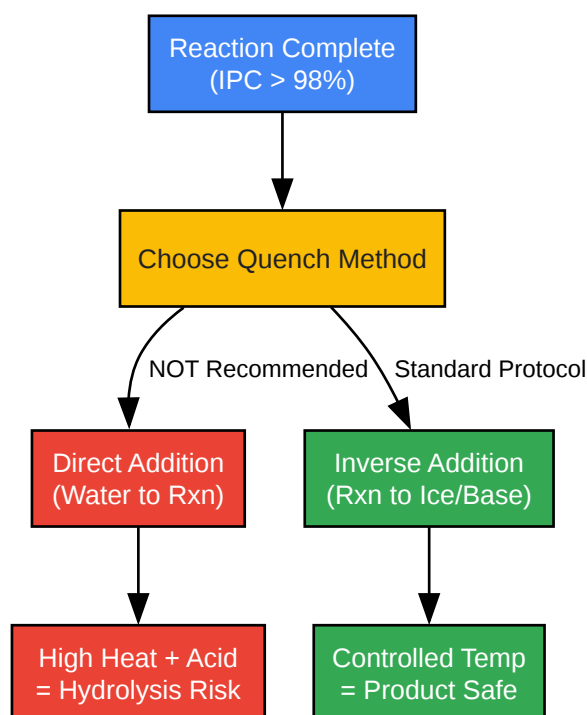 Reaction Complete
(IPC > 98%)
Choose Quench Method
NOT Recommended
Standard Protocol
Direct Addition
(Water to Rxn)
Inverse Addition
(Rxn to Ice/Base)
High Heat + Acid
= Hydrolysis Risk
Controlled Temp
= Product Safe